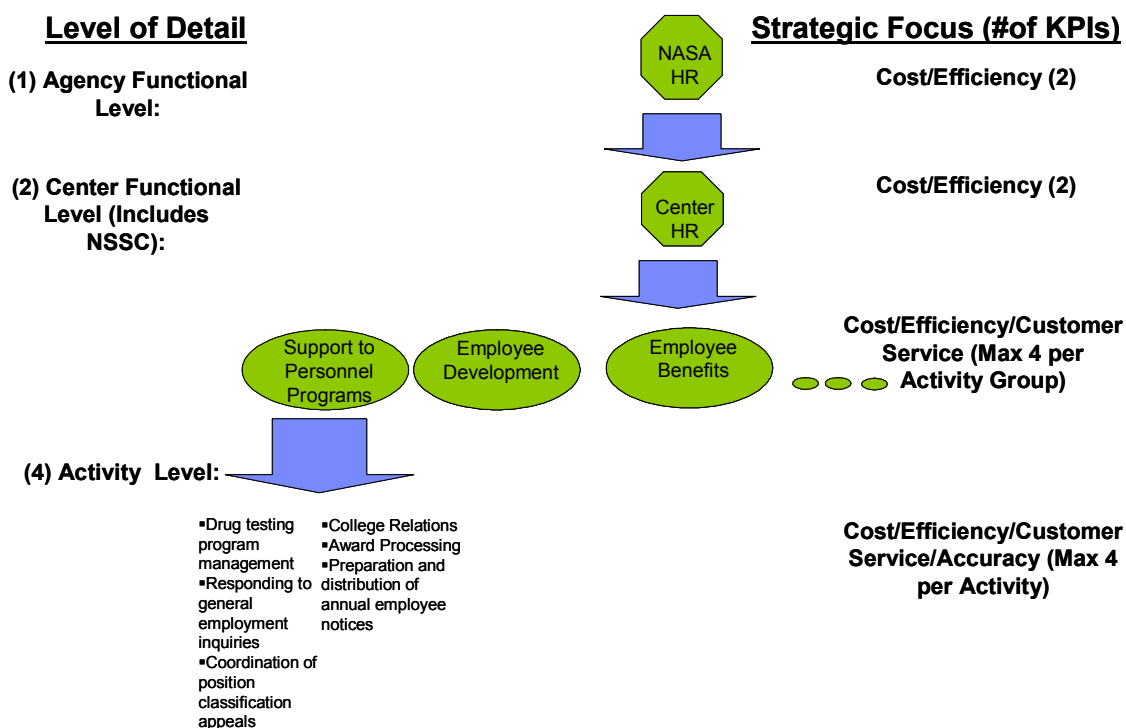 Level of Detail
Strategic Focus (#of KPIs)
(1) Agency Functional
Level:
NASA
HR
Cost/Efficiency (2)
(2) Center Functional
Level (Includes
NSSC):
Center
HR
Cost/Efficiency (2)
Support to
Personnel
Programs
Employee
Development
Employee
Benefits
Cost/Efficiency/Customer
Service (Max 4 per
Activity Group)
(4) Activity Level:
▪Drug testing
program
management
▪Responding to
general
employment
inquiries
▪Coordination of
position
classification
appeals
▪College Relations
▪Award Processing
▪Preparation and
distribution of
annual employee
notices
Cost/Efficiency/Customer
Service/Accuracy (Max 4
per Activity)